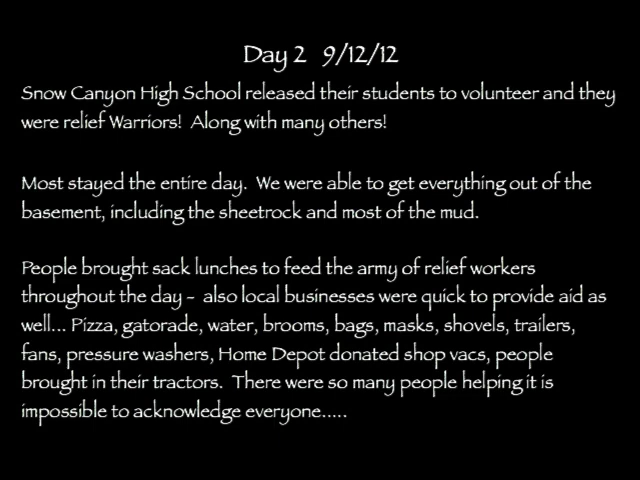 Day 2 9/12/12
Snow Canyon High School released their students to volunteer and they
were relief Warriors! Along with many others!
Most stayed the entire day. We were able to get everything out of the
basement, including the sheetrock and most of the mud.
People brought sack lunches to feed the army of relief workers
throughout the day - also local businesses were quick to provide aid as
well... Pizza, gatorade, water, brooms, bags, masks, shovels, trailers,
fans, pressure washers, Home Depot donated shop vacs, people
brought in their tractors. There were so many people helping it is
impossible to acknowledge everyone.....